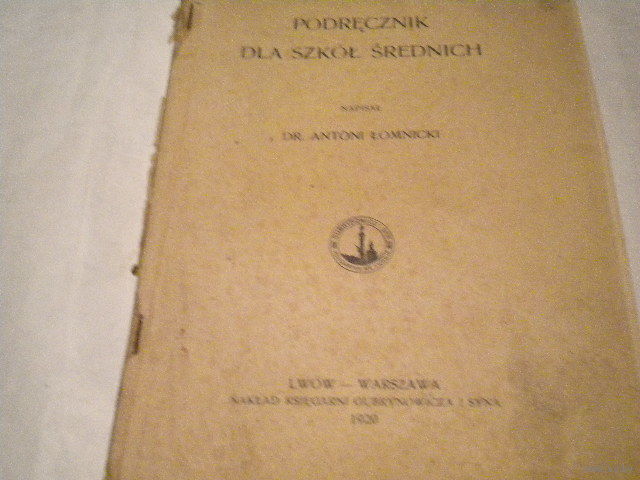 PODRĘCZNIK
DLA SZKÓŁ ŚREDNICH
NAPISAŁ
DR. ANTONI ŁOMNICKI
LWÓW — WARSZAWA
NAKŁAD KSIĘGARNI GUBRYNOWICZA I SYNA
1920